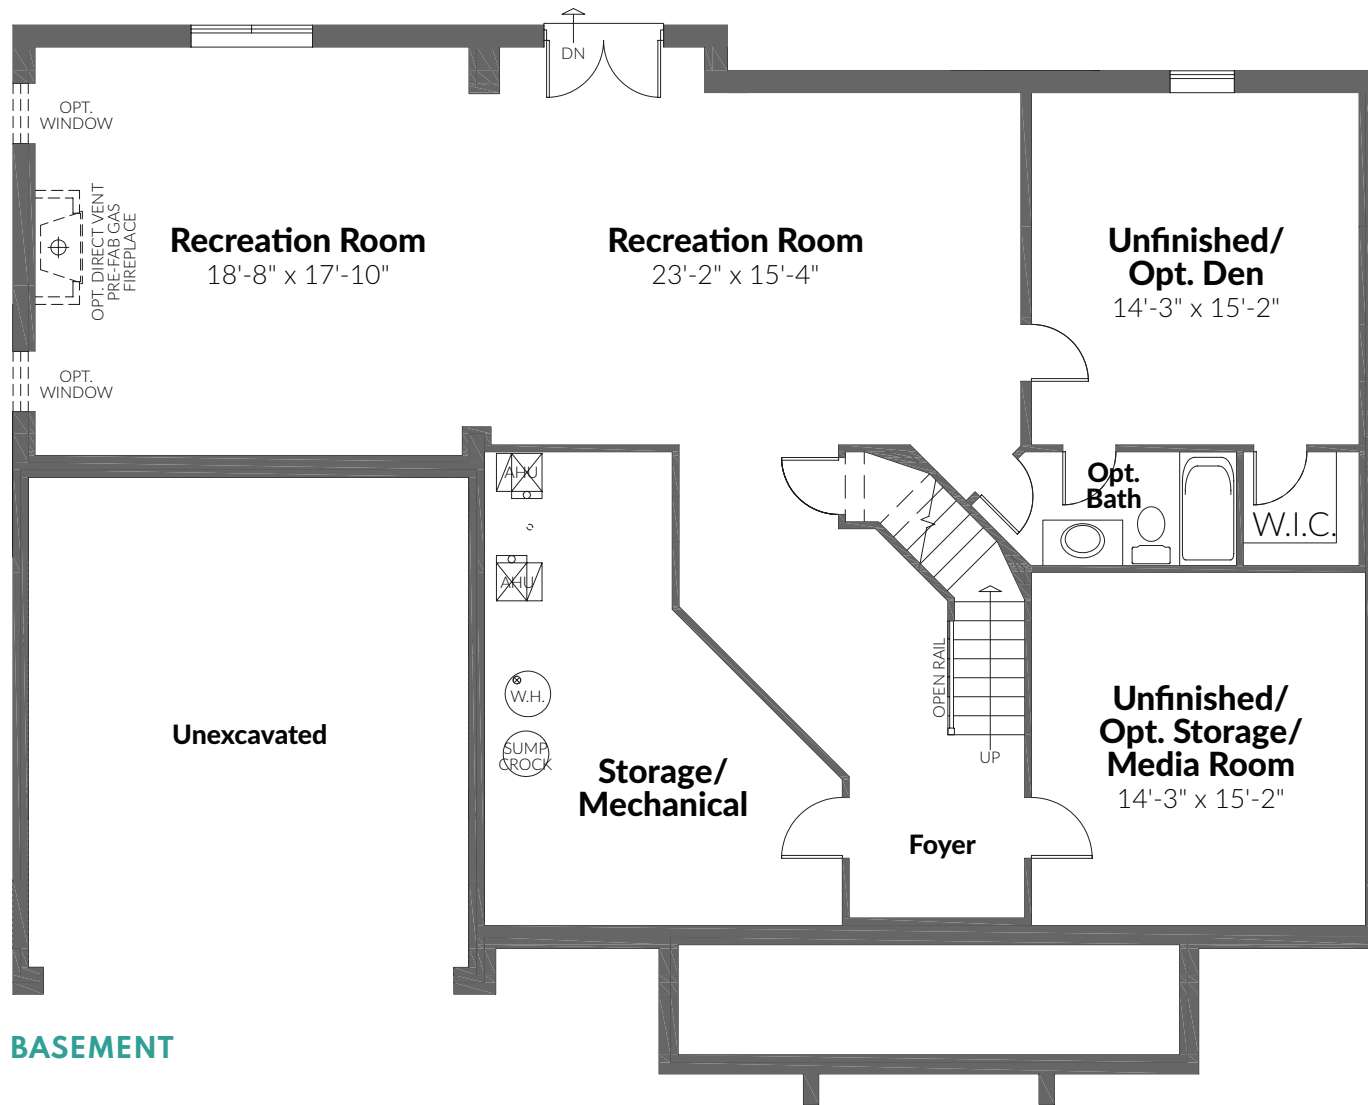 DN
OPT.
WINDOW
OPT. DIRECT VENT
PRE-FAB GAS
FIREPLACE
Recreation Room
18'-8" x 17'-10"
Recreation Room
23'-2" x 15'-4"
Unfinished/
Opt. Den
14'-3" x 15'-2"
OPT.
WINDOW
AHU
AHU
Opt.
Bath
W.I.C.
OPEN RAIL
UP
W.H.
SUMP
CROCK
Unexcavated
Storage/
Mechanical
Foyer
Unfinished/
Opt. Storage/
Media Room
14'-3" x 15'-2"
BASEMENT